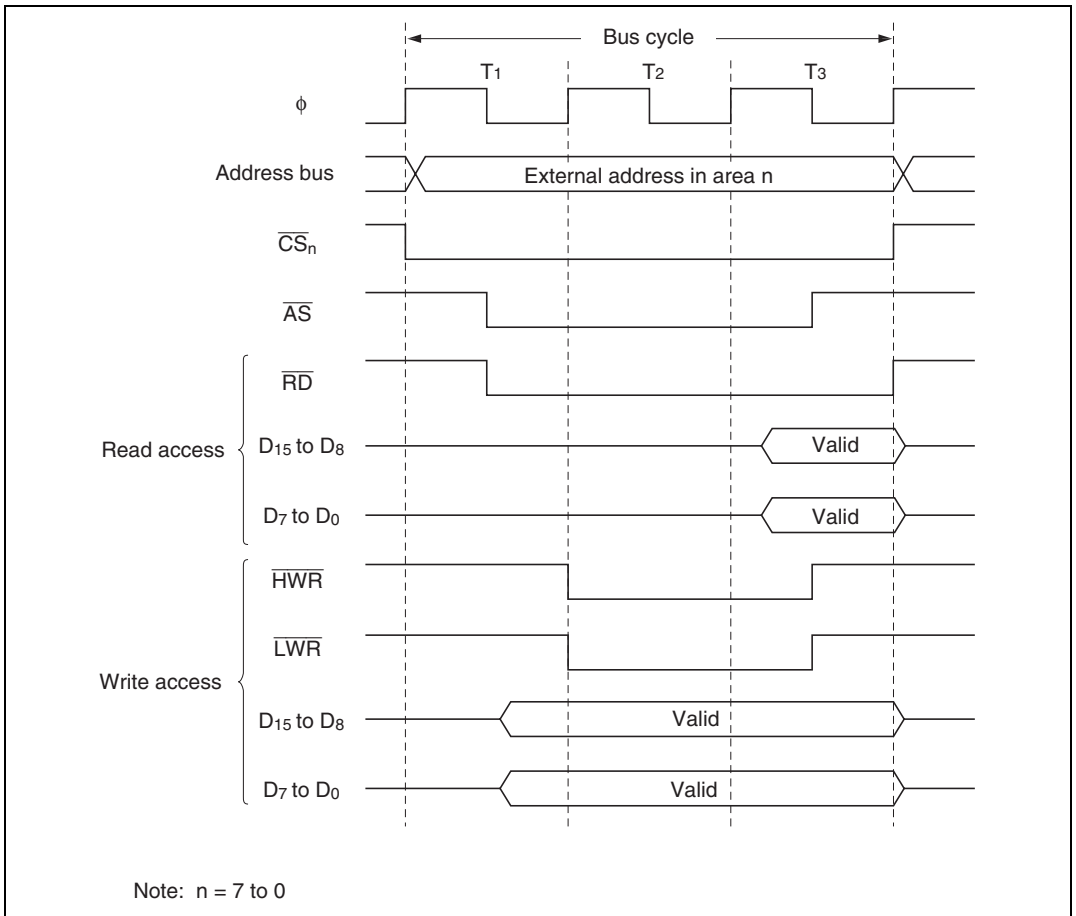 Bus cycle
T1 T2 T3
ϕ
Address bus External address in area n
CSn
AS
RD
Read access D15 to D8 Valid
D7 to D0 Valid
HWR
LWR
Write access D15 to D8 Valid
D7 to D0 Valid
Note: n = 7 to 0